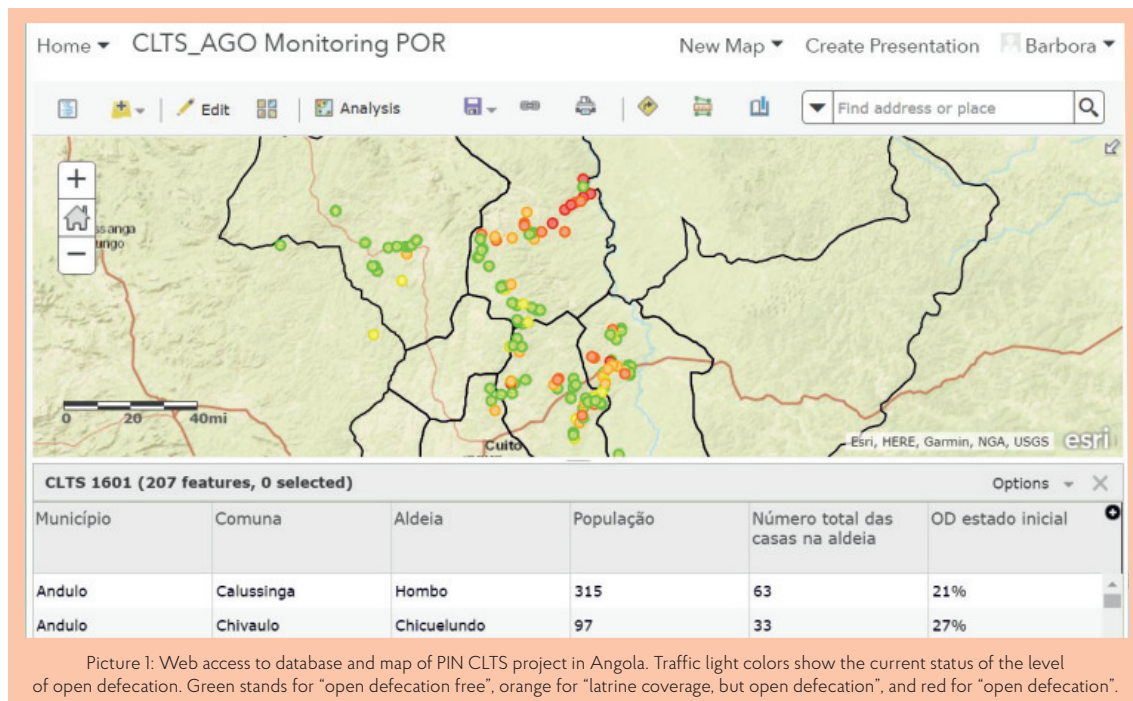 Home CLTS_AGO Monitoring POR New Map Create Presentation Barbora
Edit Analysis Find address or place
+
−
0 20 40mi
Cuito
Esri, HERE, Garmin, NGA, USGS esri
CLTS 1601 (207 features, 0 selected) Options
Município Comuna Aldeia População Número total das casas na aldeia OD estado inicial
Andulo Calussinga Hombo 315 63 21%
Andulo Chivaulo Chicuelundo 97 33 27%
Picture 1: Web access to database and map of PIN CLTS project in Angola. Traffic light colors show the current status of the level
of open defecation. Green stands for “open defecation free”, orange for “latrine coverage, but open defecation”, and red for “open defecation”.